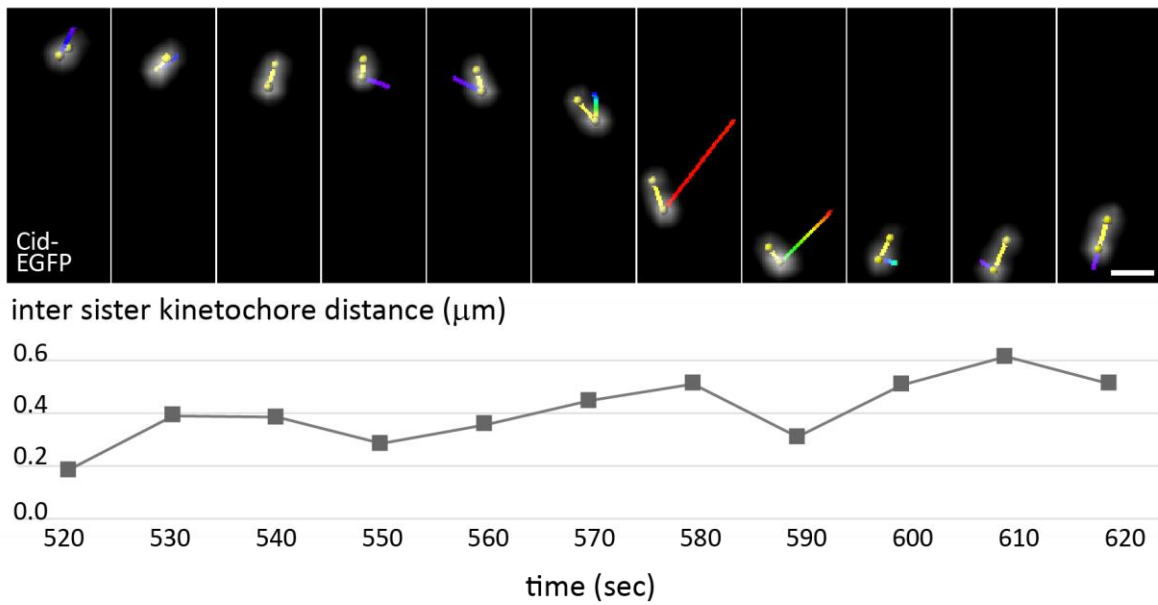 Cid-
EGFP
inter sister kinetochore distance (μm)
0.6
0.4
0.2
0.0
520 530 540 550 560 570 580 590 600 610 620
time (sec)